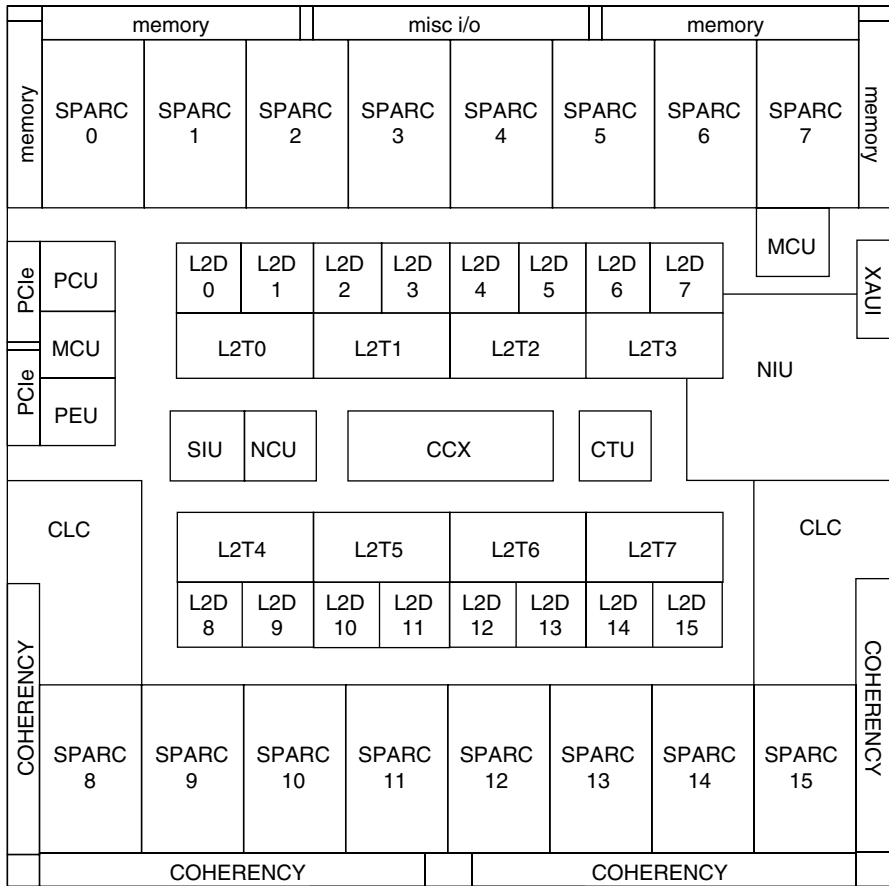 memory
misc i/o
memory
memory
SPARC
0
SPARC
1
SPARC
2
SPARC
3
SPARC
4
SPARC
5
SPARC
6
SPARC
7
memory
PCIe
PCU
L2D
0
L2D
1
L2D
2
L2D
3
L2D
4
L2D
5
L2D
6
L2D
7
MCU
XAUI
MCU
L2T0
L2T1
L2T2
L2T3
NIU
PCIe
PEU
SIU
NCU
CCX
CTU
CLC
CLC
L2T4
L2T5
L2T6
L2T7
L2D
8
L2D
9
L2D
10
L2D
11
L2D
12
L2D
13
L2D
14
L2D
15
COHERENCY
COHERENCY
SPARC
8
SPARC
9
SPARC
10
SPARC
11
SPARC
12
SPARC
13
SPARC
14
SPARC
15
COHERENCY
COHERENCY